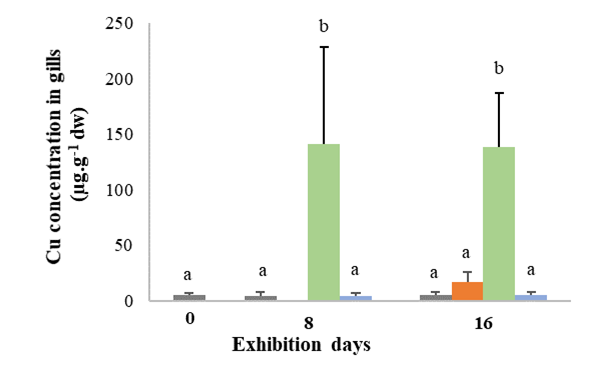 Cu concentration in gills
(µg.g-1 dw)
250
200
150
100
50
0
a
a
b
a
a
a
b
a
0
8
16
Exhibition days